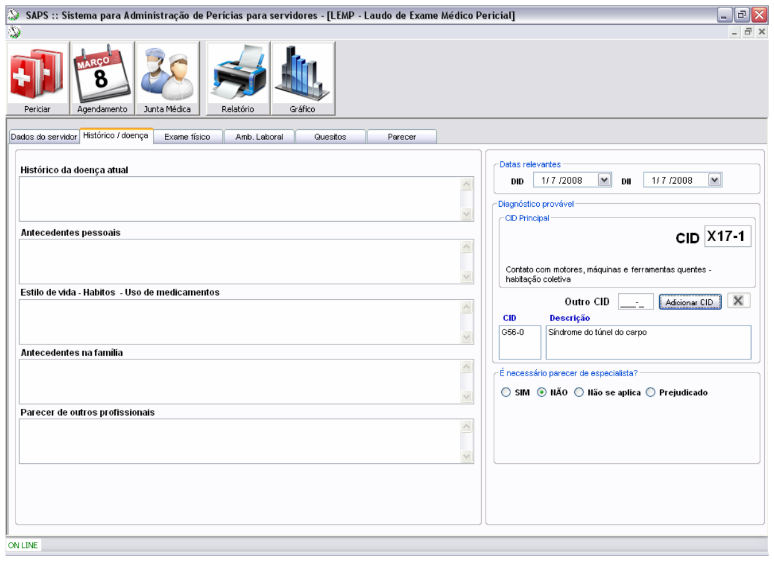 SAPS :: Sistema para Administração de Perícias para servidores - [LEMP - Laudo de Exame Médico Pericial]
MARÇO
8
Periciar
Agendamento
Junta Médica
Relatório
Gráfico
Dados do servidor
Histórico / doença
Exame físico
Amb. Laboral
Quesitos
Parecer
Histórico da doença atual
Antecedentes pessoais
Estilo de vida - Habitos - Uso de medicamentos
Antecedentes na família
Parecer de outros profissionais
Datas relevantes
DID 1/ 7 /2008 DII 1/ 7 /2008
Diagnóstico provável
CID Principal
CID X17-1
Contato com motores, máquinas e ferramentas quentes -
habitação coletiva
Outro CID ___-_ Adicionar CID X
CID Descrição
G56-0 Síndrome do túnel do carpo
É necessário parecer de especialista?
SIM NÃO Não se aplica Prejudicado
ON LINE